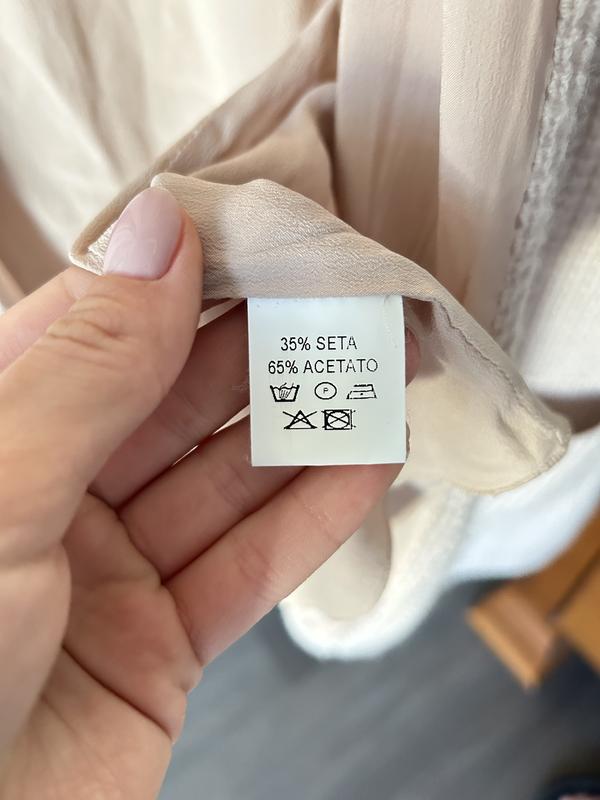 35% SETA
65% ACETATO
P